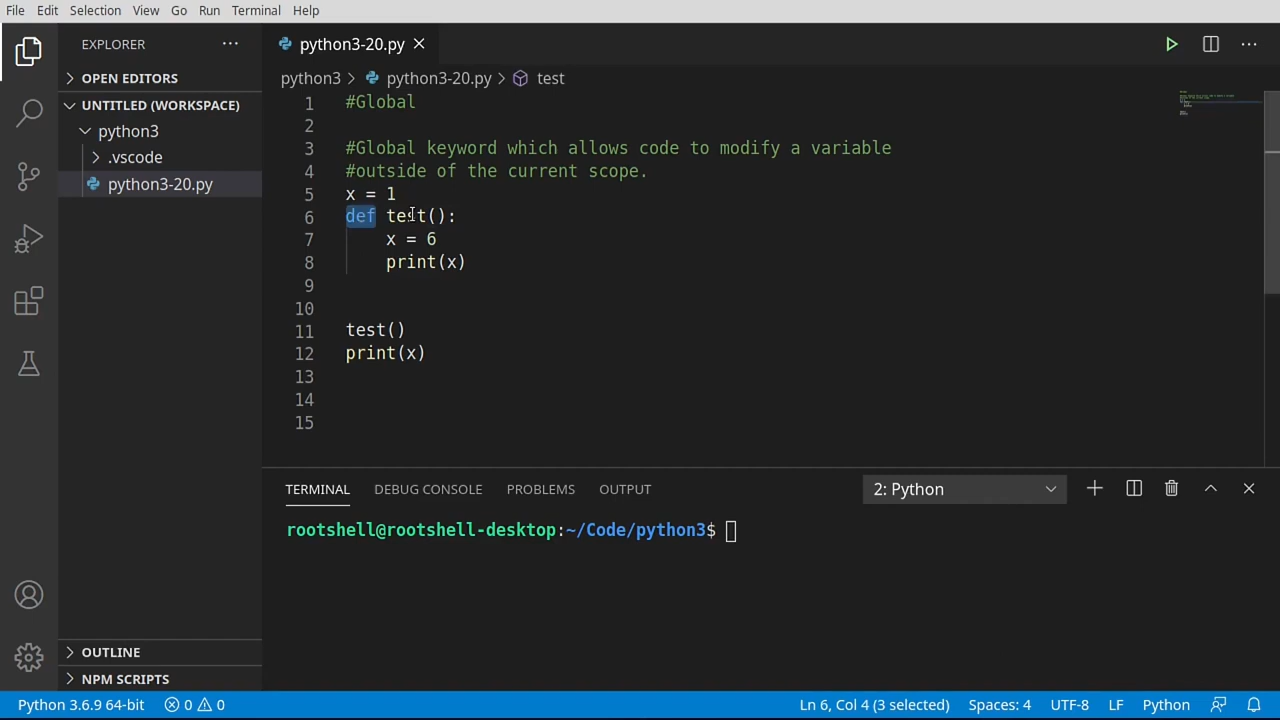 File Edit Selection View Go Run Terminal Help
EXPLORER
OPEN EDITORS
UNTITLED (WORKSPACE)
python3
.vscode
python3-20.py
OUTLINE
NPM SCRIPTS
python3-20.py
python3 > python3-20.py > test
1 #Global
2
3 #Global keyword which allows code to modify a variable
4 #outside of the current scope.
5 x = 1
6 def test():
7 x = 6
8 print(x)
9
10
11 test()
12 print(x)
13
14
15
TERMINAL DEBUG CONSOLE PROBLEMS OUTPUT 2: Python
rootshell@rootshell-desktop:~/Code/python3$
Python 3.6.9 64-bit 0 0 Ln 6, Col 4 (3 selected) Spaces: 4 UTF-8 LF Python